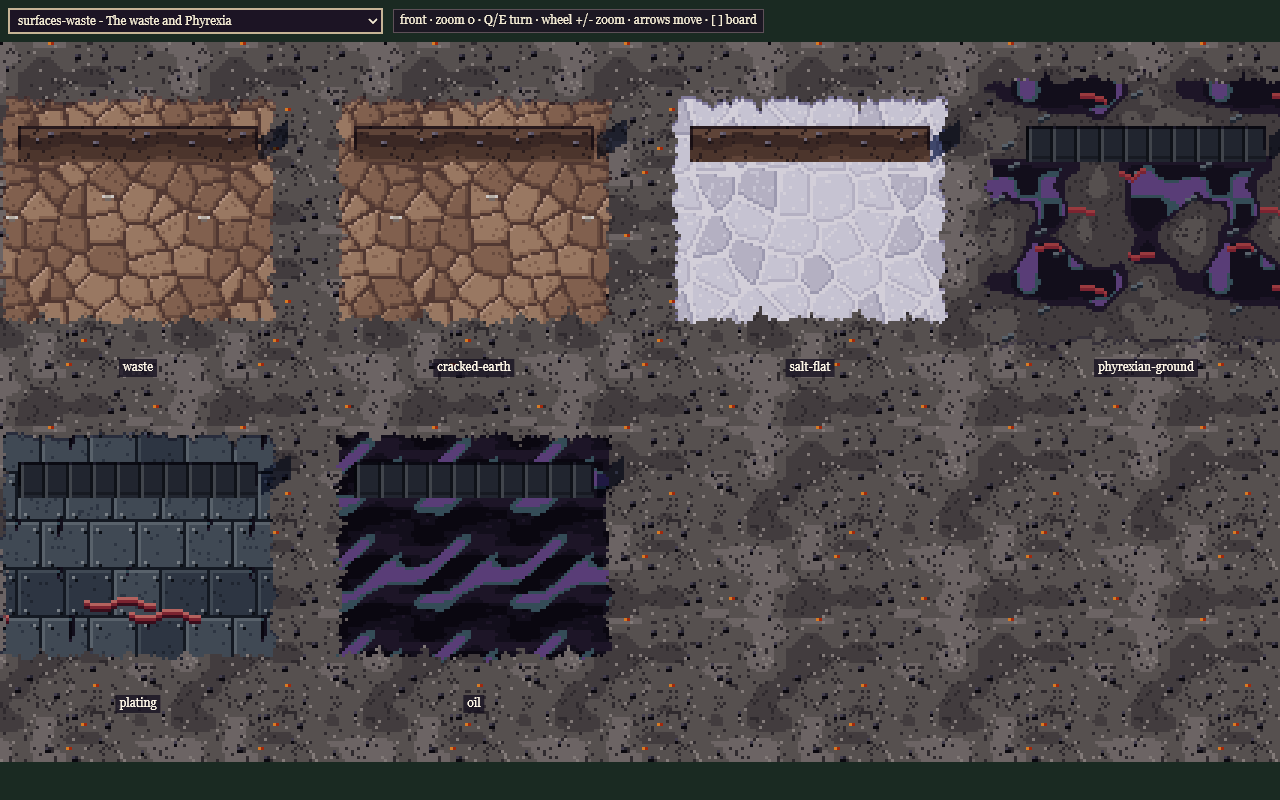 surfaces-waste - The waste and Phyrexia
front · zoom 0 · Q/E turn · wheel +/- zoom · arrows move · [ ] board
waste
cracked-earth
salt-flat
phyrexian-ground
plating
oil